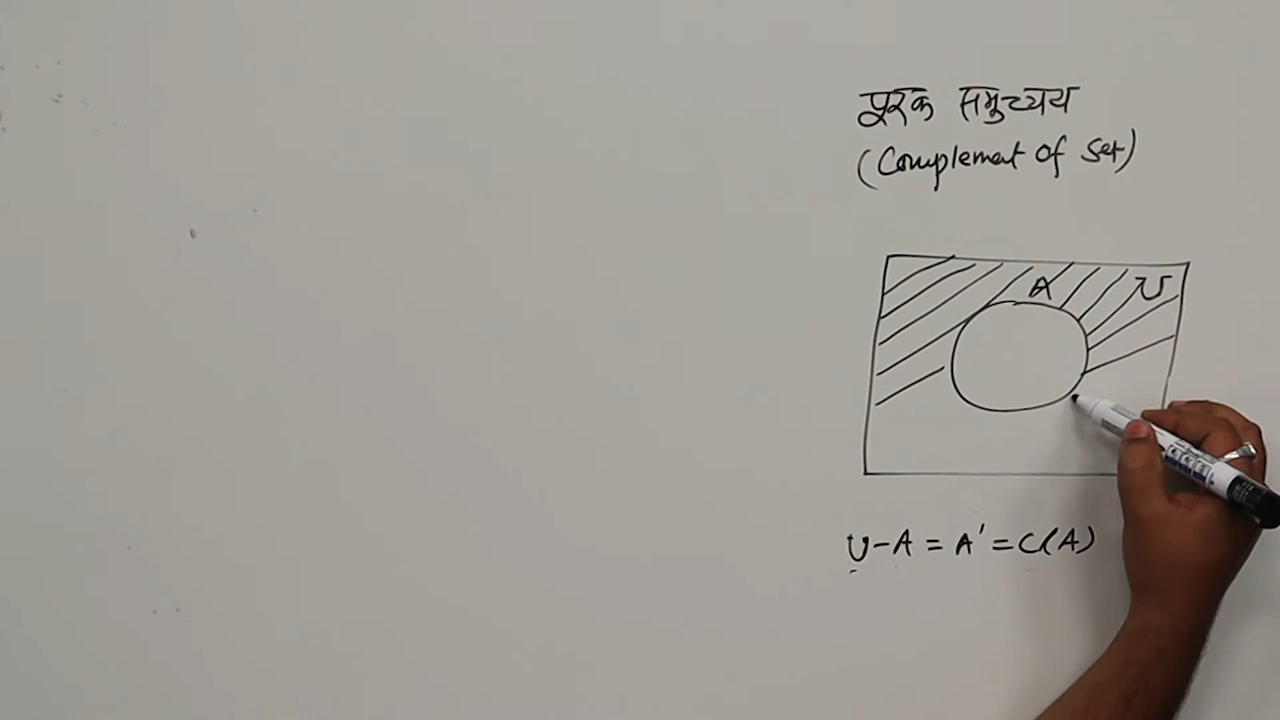 पूरक समुच्चय
(Complement of Set)
A
U
U-A = A' = C(A)